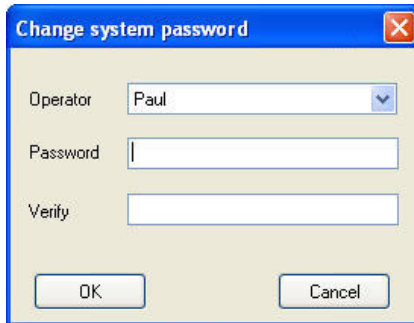 Change system password
Operator Paul
Password
Verify
OK Cancel